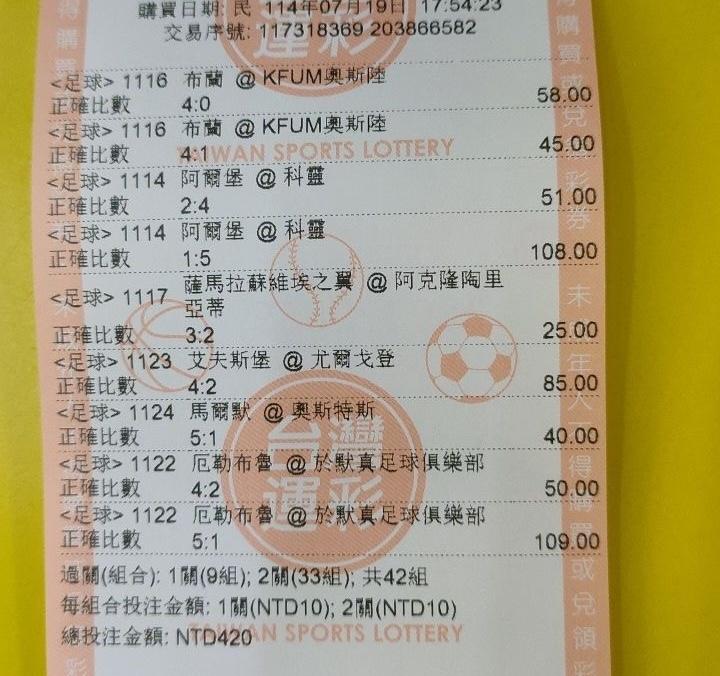 購買日期: 民 114年07月19日 17:54:23
交易序號: 117318369 203866582
<足球> 1116 布蘭 @ KFUM奧斯陸
正確比數 4:0 58.00
<足球> 1116 布蘭 @ KFUM奧斯陸
正確比數 4:1 45.00
TAIWAN SPORTS LOTTERY
<足球> 1114 阿爾堡 @ 科靈
正確比數 2:4 51.00
<足球> 1114 阿爾堡 @ 科靈
正確比數 1:5 108.00
<足球> 1117 薩馬拉蘇維埃之翼 @ 阿克隆陶里
亞蒂
正確比數 3:2 25.00
<足球> 1123 艾夫斯堡 @ 尤爾戈登
正確比數 4:2 85.00
<足球> 1124 馬爾默 @ 奧斯特斯
正確比數 5:1 40.00
台灣
運彩
<足球> 1122 厄勒布魯 @ 於默真足球俱樂部
正確比數 4:2 50.00
<足球> 1122 厄勒布魯 @ 於默真足球俱樂部
正確比數 5:1 109.00
過關(組合): 1關(9組); 2關(33組); 共42組
每組合投注金額: 1關(NTD10); 2關(NTD10)
總投注金額: NTD420
TAIWAN SPORTS LOTTERY